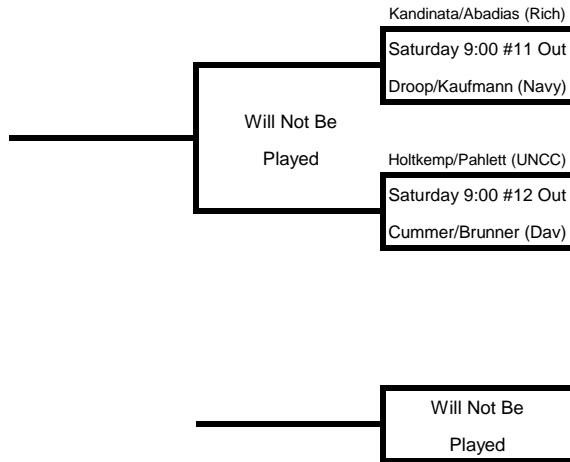 Kandinata/Abadias (Rich)
Saturday 9:00 #11 Out
Droop/Kaufmann (Navy)
Will Not Be
Played
Holtkemp/Pahlett (UNCC)
Saturday 9:00 #12 Out
Cummer/Brunner (Dav)
Will Not Be
Played